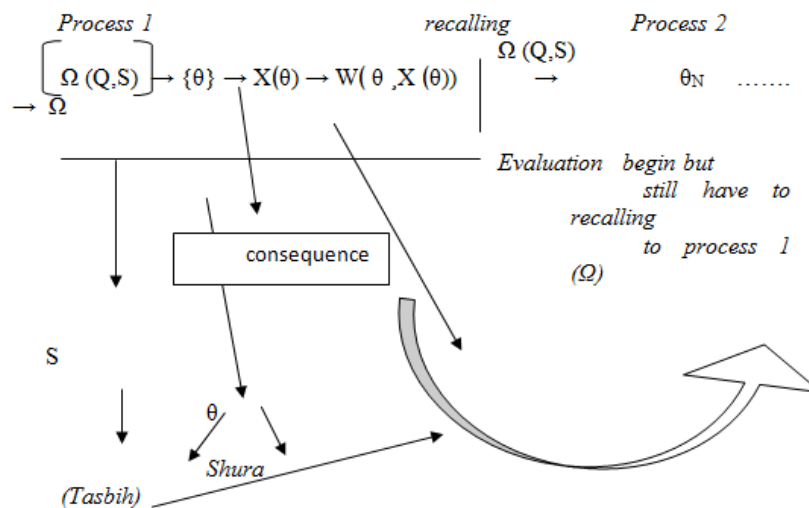 Process 1 recalling Process 2
Ω (Q,S) → {θ} → X(θ) → W( θ ,X (θ)) Ω (Q,S) → θN .......
→ Ω
Evaluation begin but
still have to
recalling
to process 1
(Ω)
consequence
S
θ
Shura
(Tasbih)